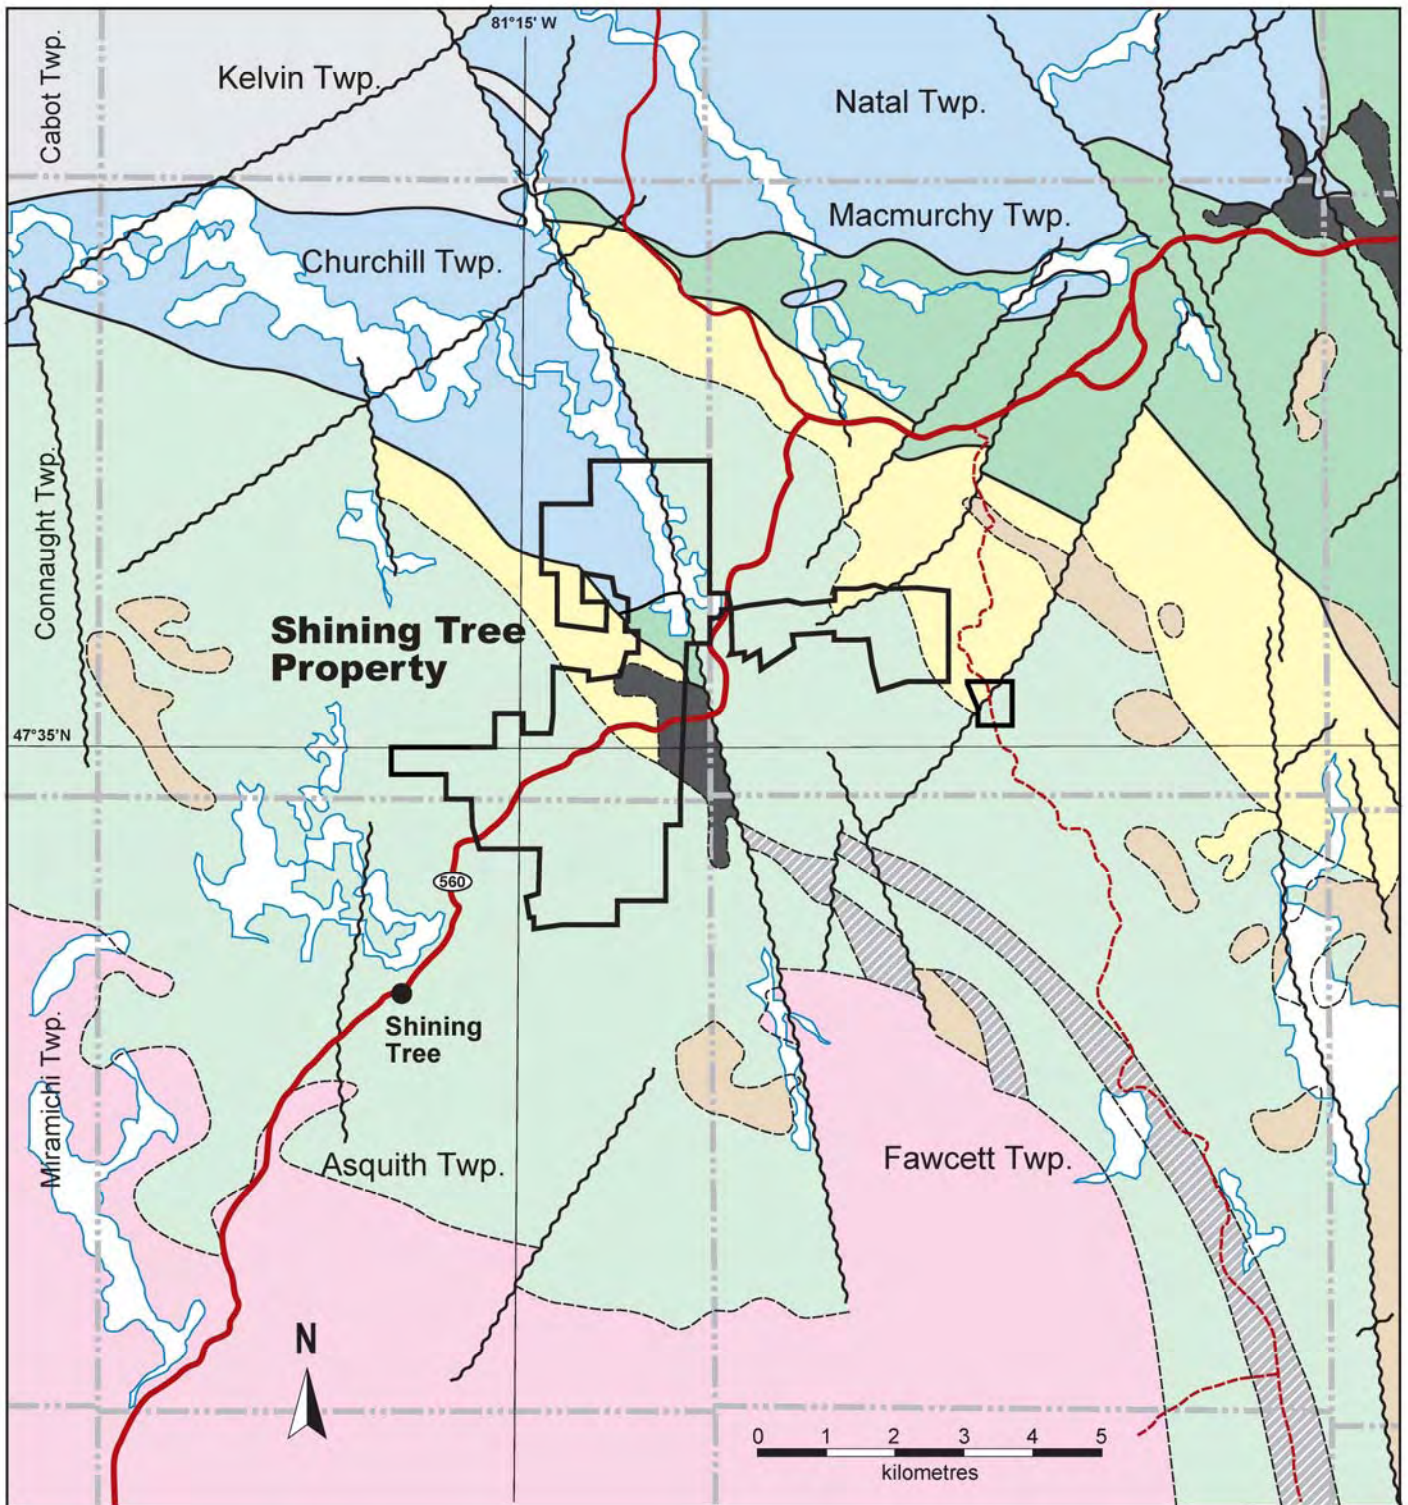 81°15' W
Cabot Twp.
Kelvin Twp.
Natal Twp.
Macmurchy Twp.
Churchill Twp.
Connaught Twp.
Shining Tree
Property
47°35'N
560
Shining
Tree
Miramichi Twp.
Asquith Twp.
Fawcett Twp.
N
0 1 2 3 4 5
kilometres